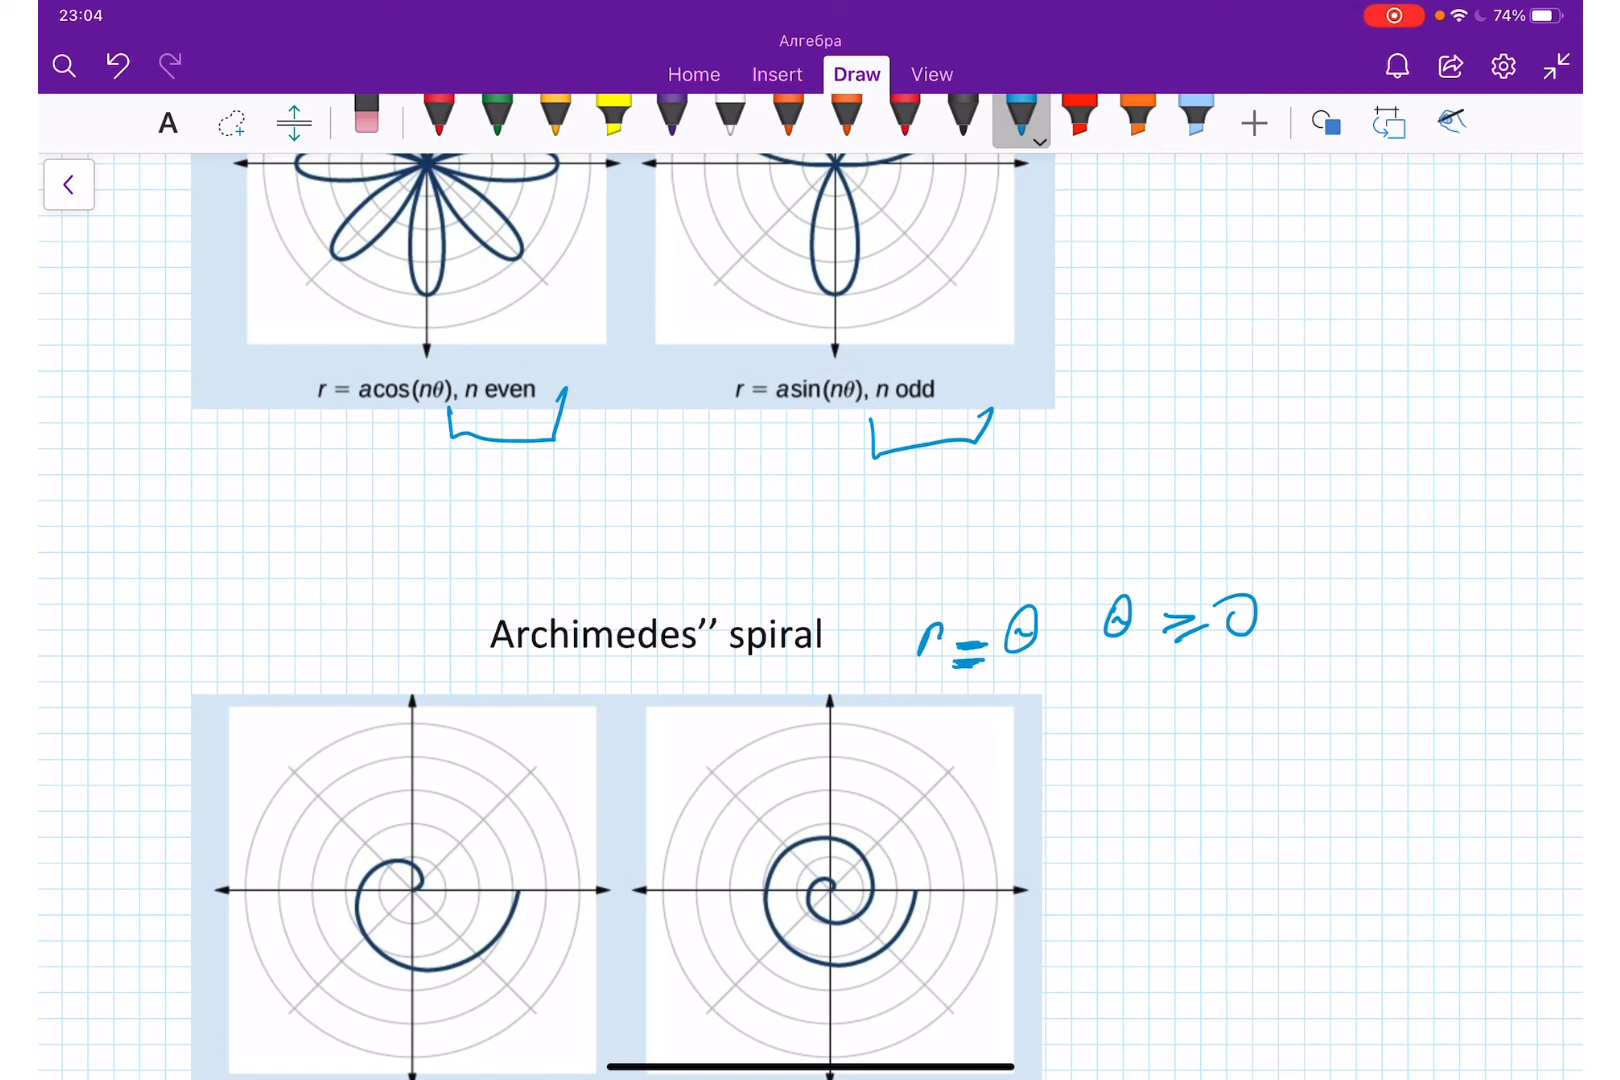 23:04
74%
Алгебра
Home Insert Draw View
A
r = acos(nθ), n even
r = asin(nθ), n odd
Archimedes’’ spiral
r = θ θ ≥ 0